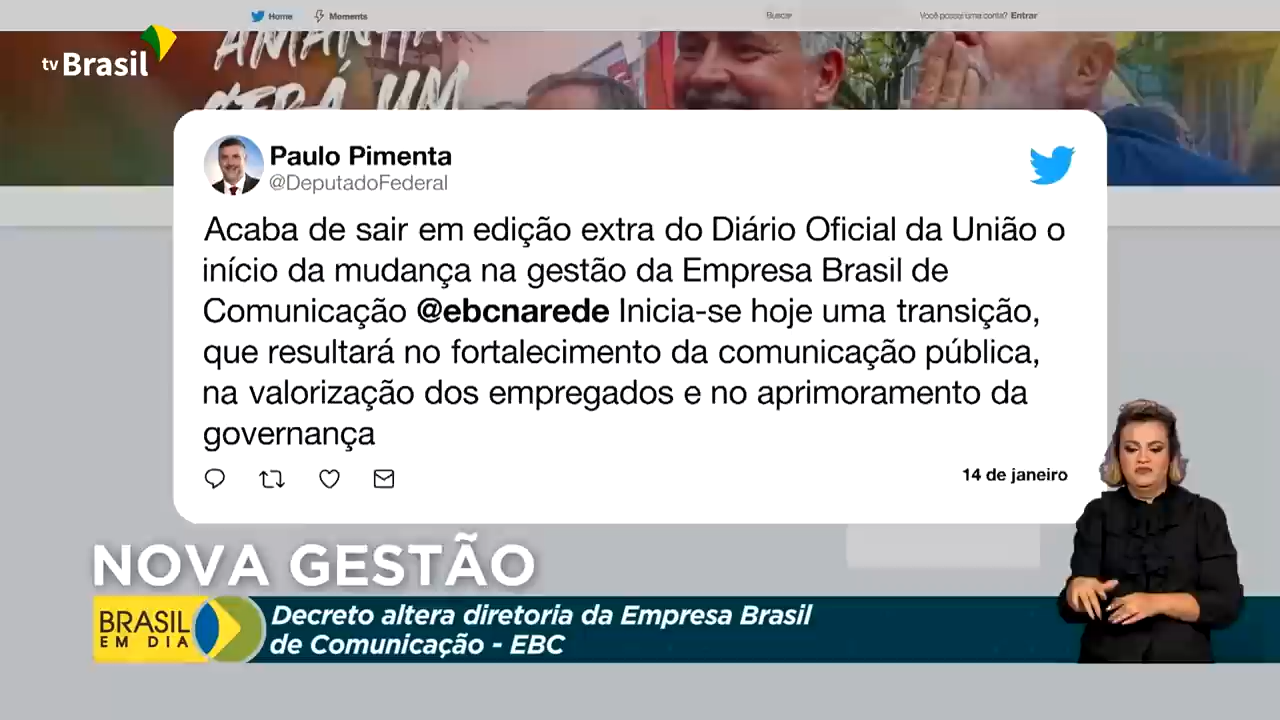 Home
Moments
Buscar
Você possui uma conta? Entrar
tv Brasil
AMANHÃ
SERÁ UM
Paulo Pimenta
@DeputadoFederal
Acaba de sair em edição extra do Diário Oficial da União o
início da mudança na gestão da Empresa Brasil de
Comunicação @ebcnarede Inicia-se hoje uma transição,
que resultará no fortalecimento da comunicação pública,
na valorização dos empregados e no aprimoramento da
governança
14 de janeiro
NOVA GESTÃO
BRASIL
EM DIA
Decreto altera diretoria da Empresa Brasil
de Comunicação - EBC